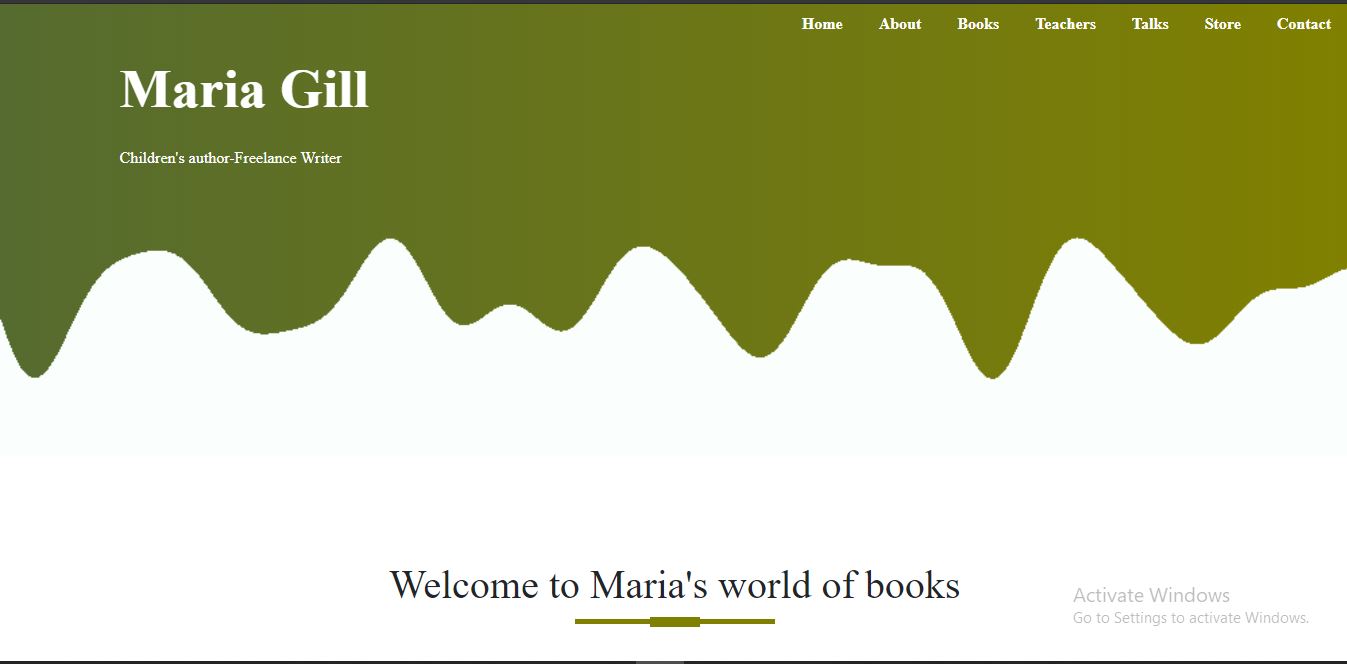 Home About Books Teachers Talks Store Contact
Maria Gill
Children's author-Freelance Writer
Welcome to Maria's world of books
Activate Windows
Go to Settings to activate Windows.